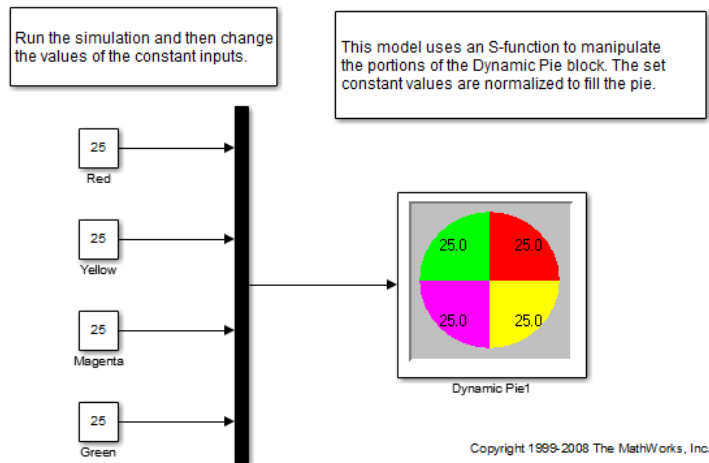 Run the simulation and then change
the values of the constant inputs.
This model uses an S-function to manipulate
the portions of the Dynamic Pie block. The set
constant values are normalized to fill the pie.
25
Red
25
Yellow
25
Magenta
25
Green
25.0 25.0
25.0 25.0
Dynamic Pie1
Copyright 1999-2008 The MathWorks, Inc.